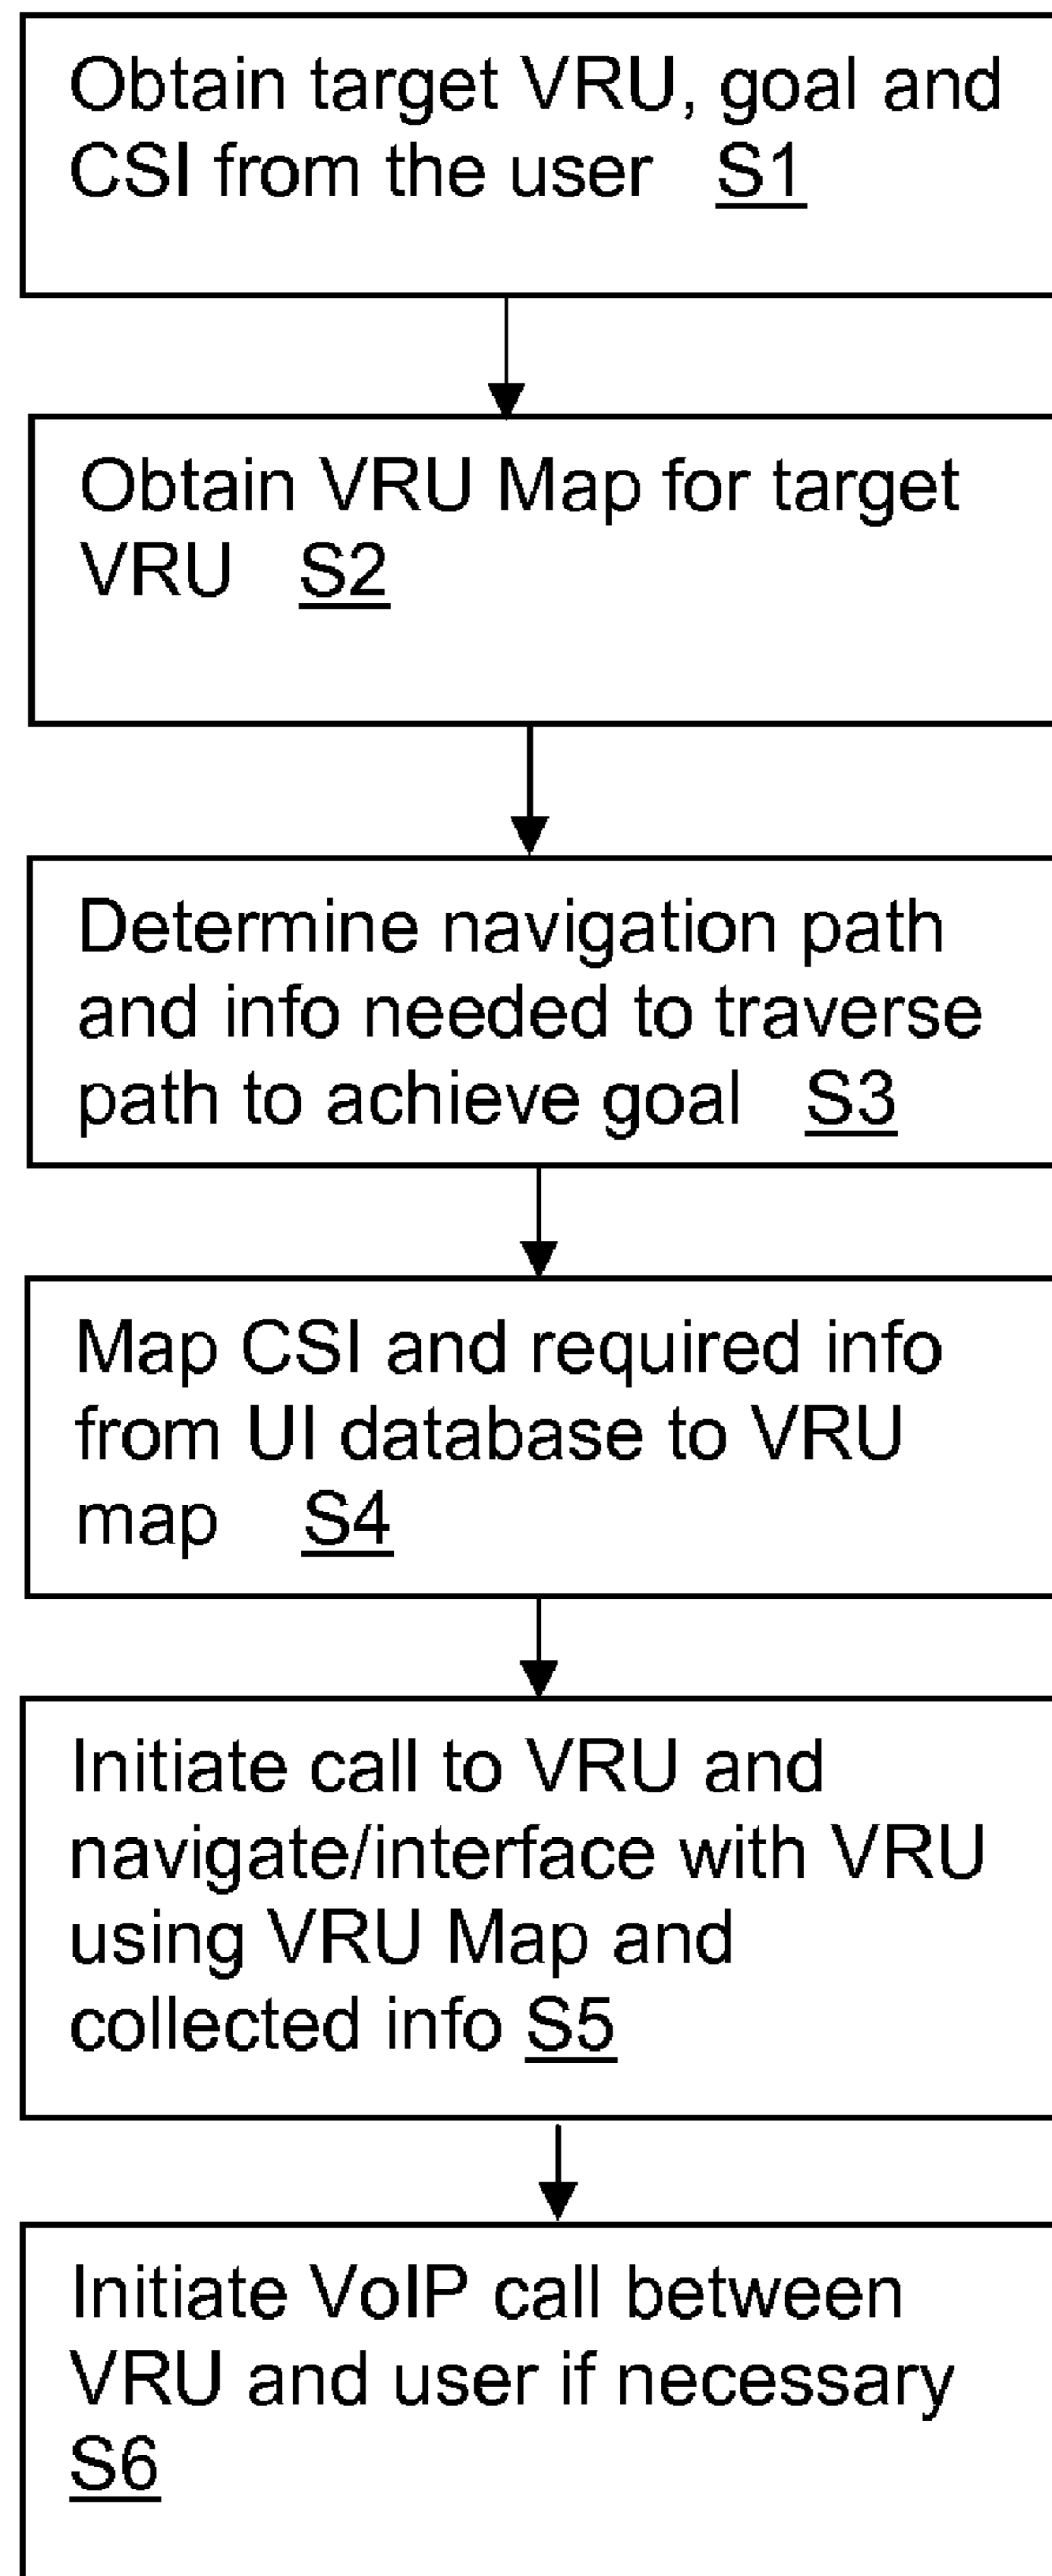 Obtain target VRU, goal and
CSI from the user S1
Obtain VRU Map for target
VRU S2
Determine navigation path
and info needed to traverse
path to achieve goal S3
Map CSI and required info
from UI database to VRU
map S4
Initiate call to VRU and
navigate/interface with VRU
using VRU Map and
collected info S5
Initiate VoIP call between
VRU and user if necessary
S6